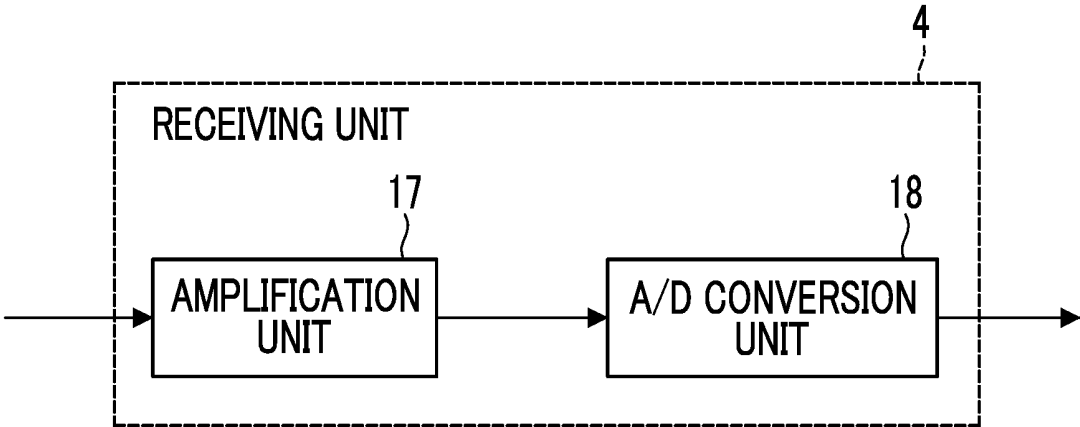 4
RECEIVING UNIT
17
18
AMPLIFICATION
UNIT
A/D CONVERSION
UNIT